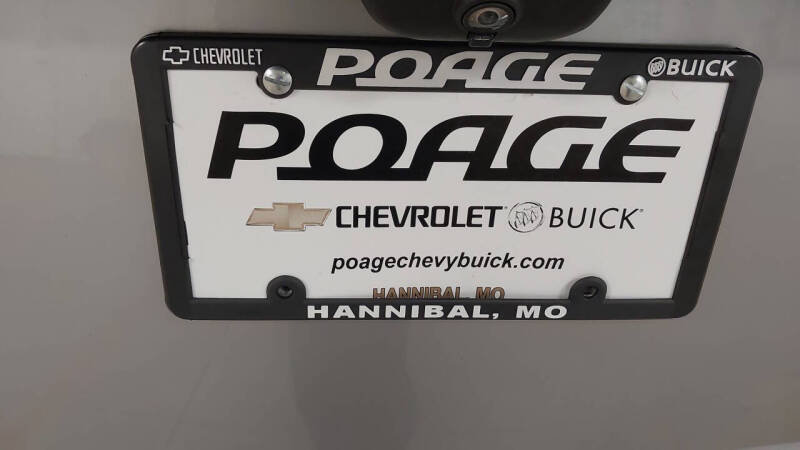 CHEVROLET POAGE BUICK
POAGE
CHEVROLET BUICK
poagechevybuick.com
HANNIBAL, MO
HANNIBAL, MO